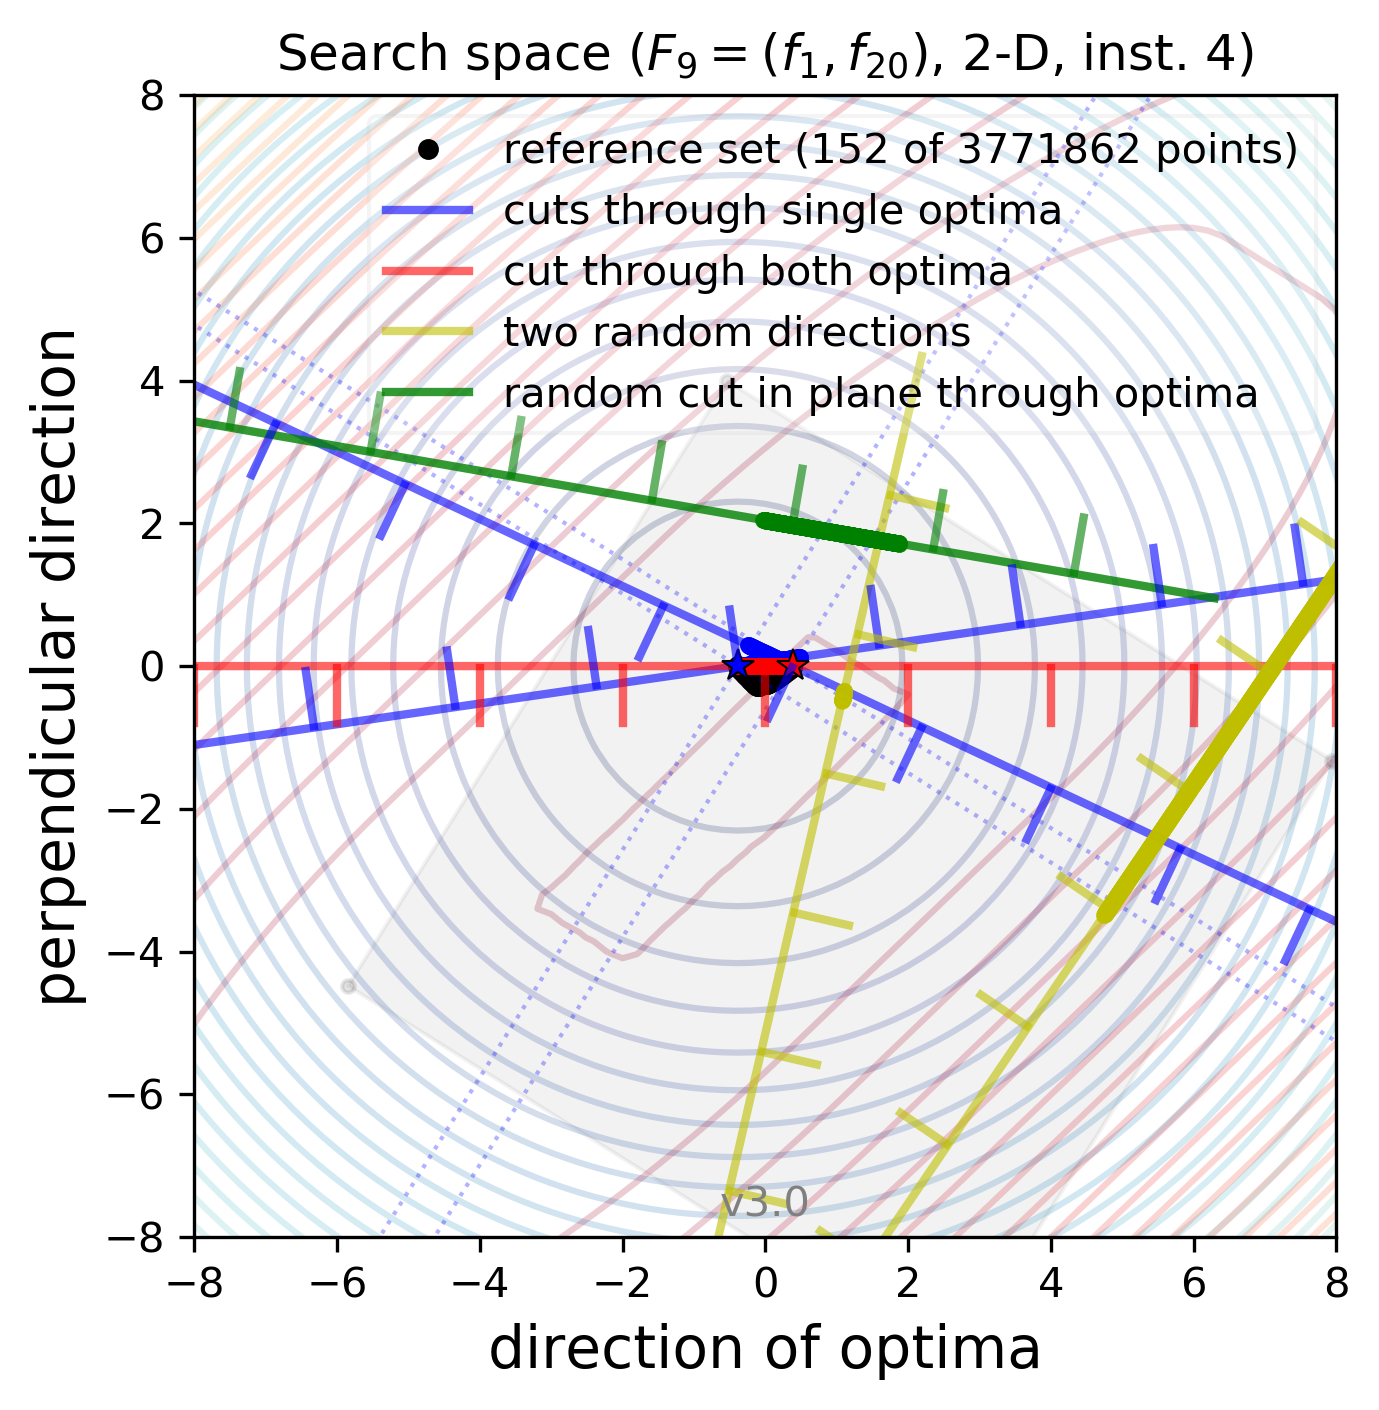 Search space (F₉ = (f₁, f₂₀), 2-D, inst. 4)
reference set (152 of 3771862 points)
cuts through single optima
cut through both optima
two random directions
random cut in plane through optima
8
6
4
2
0
−2
−4
−6
−8
perpendicular direction
v3.0
−8 −6 −4 −2 0 2 4 6 8
direction of optima